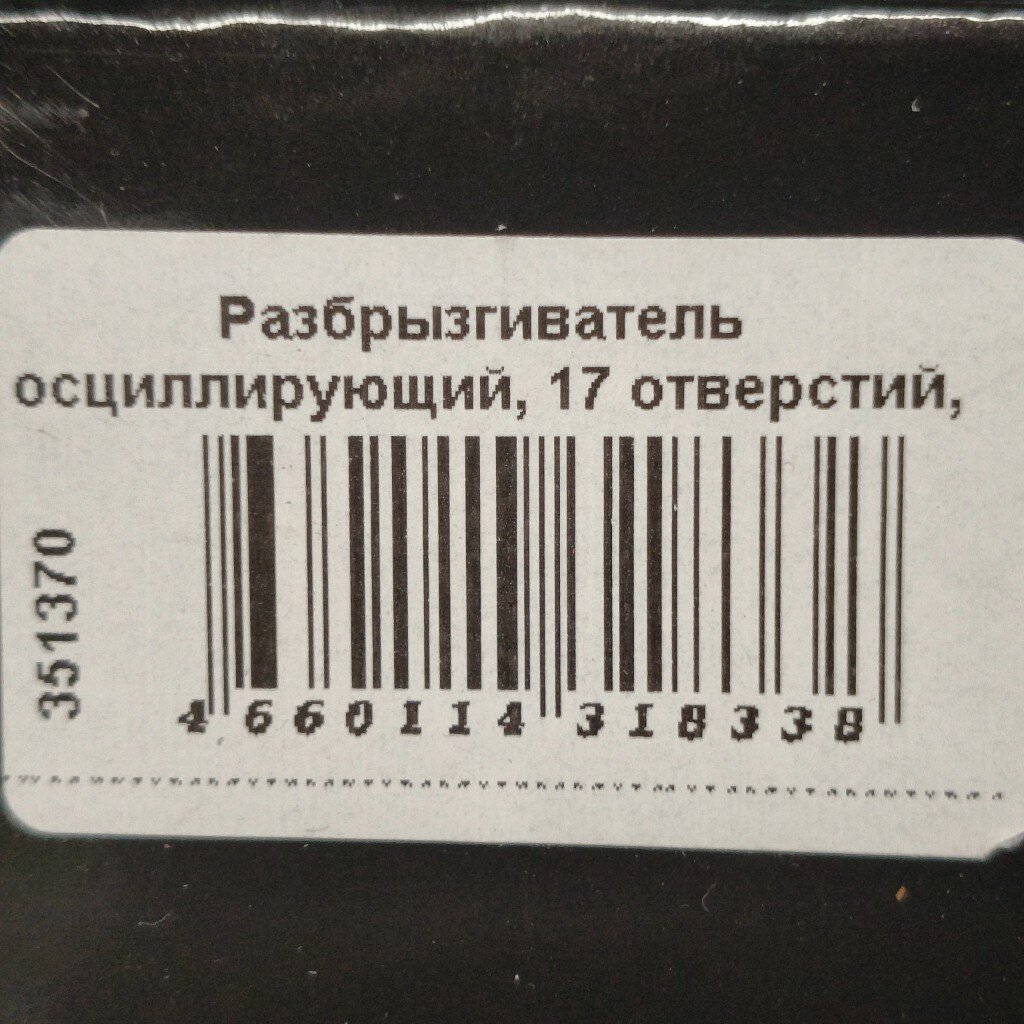 Разбрызгиватель
осциллирующий, 17 отверстий,
351370
4 660114 318338